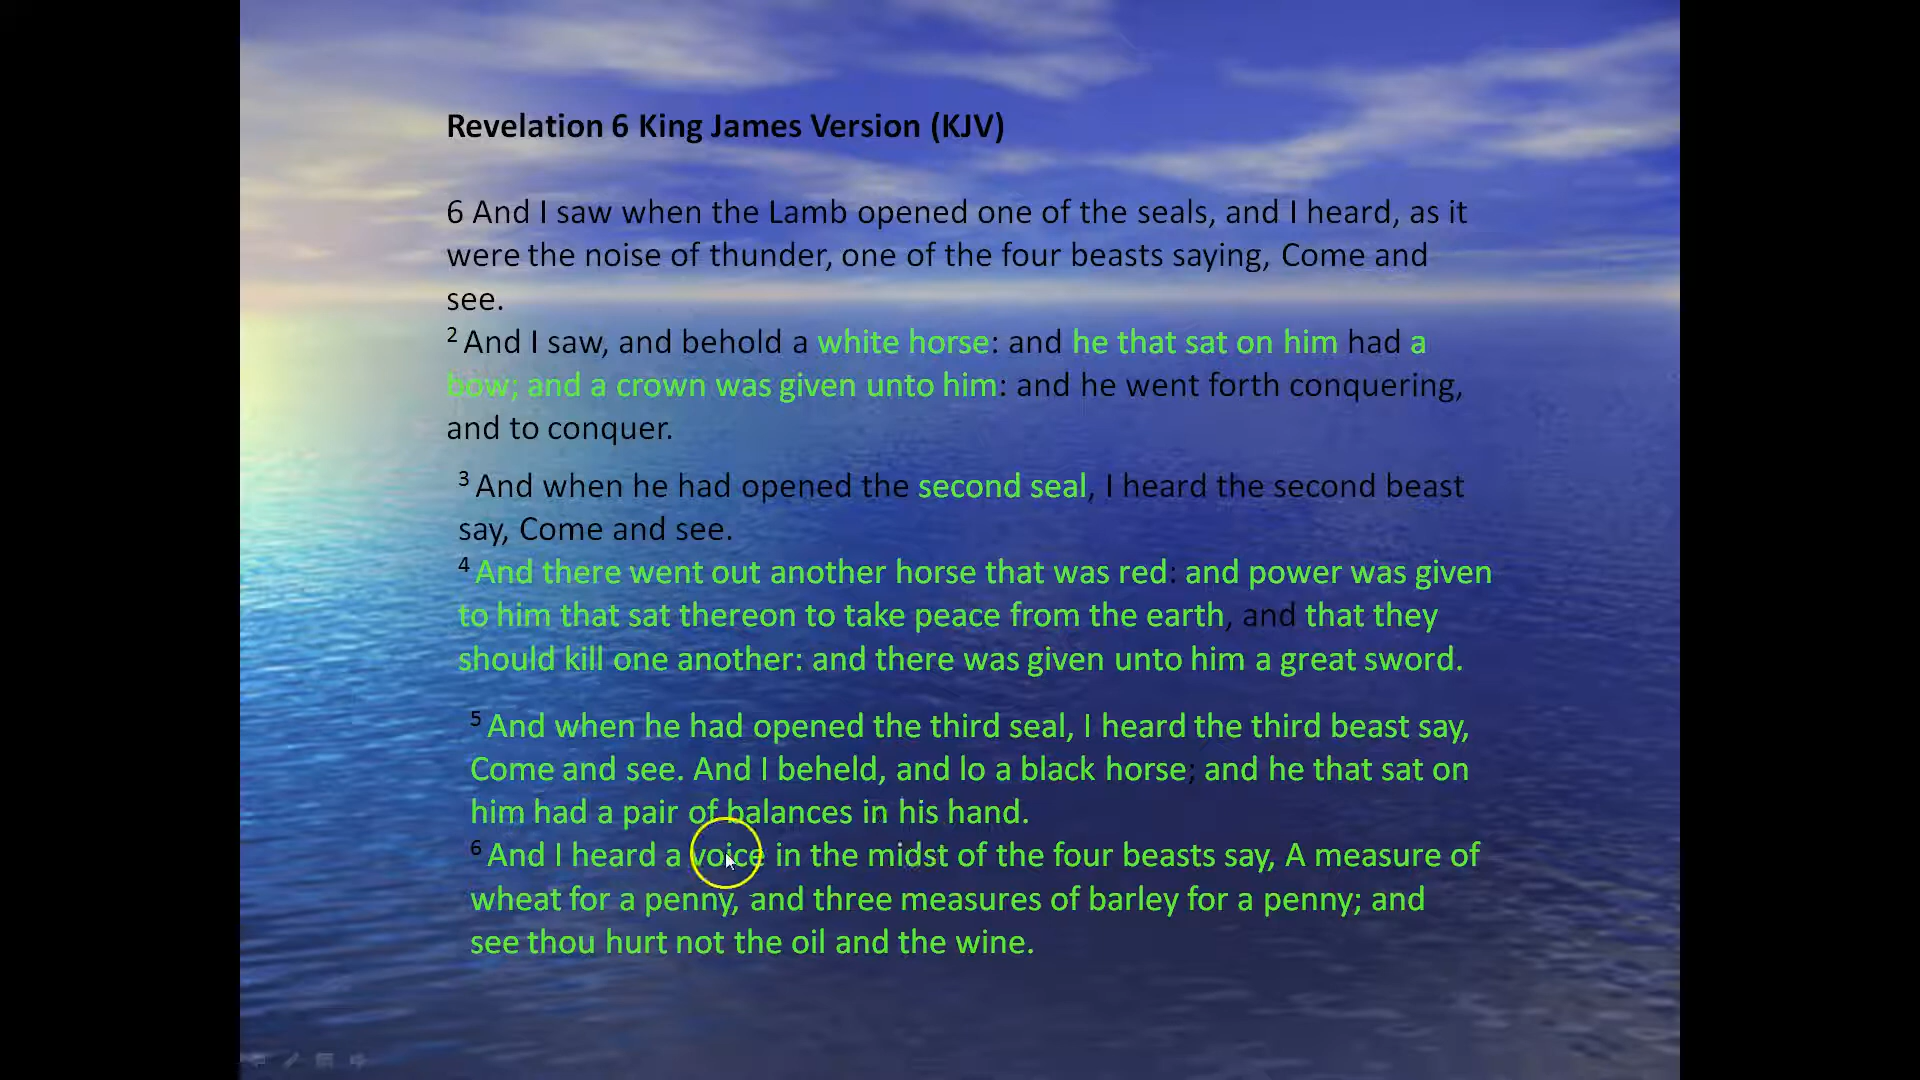 Revelation 6 King James Version (KJV)
6 And I saw when the Lamb opened one of the seals, and I heard, as it
were the noise of thunder, one of the four beasts saying, Come and
see.
2 And I saw, and behold a white horse: and he that sat on him had a
bow; and a crown was given unto him: and he went forth conquering,
and to conquer.
3 And when he had opened the second seal, I heard the second beast
say, Come and see.
4 And there went out another horse that was red: and power was given
to him that sat thereon to take peace from the earth, and that they
should kill one another: and there was given unto him a great sword.
5 And when he had opened the third seal, I heard the third beast say,
Come and see. And I beheld, and lo a black horse; and he that sat on
him had a pair of balances in his hand.
6 And I heard a voice in the midst of the four beasts say, A measure of
wheat for a penny, and three measures of barley for a penny; and
see thou hurt not the oil and the wine.